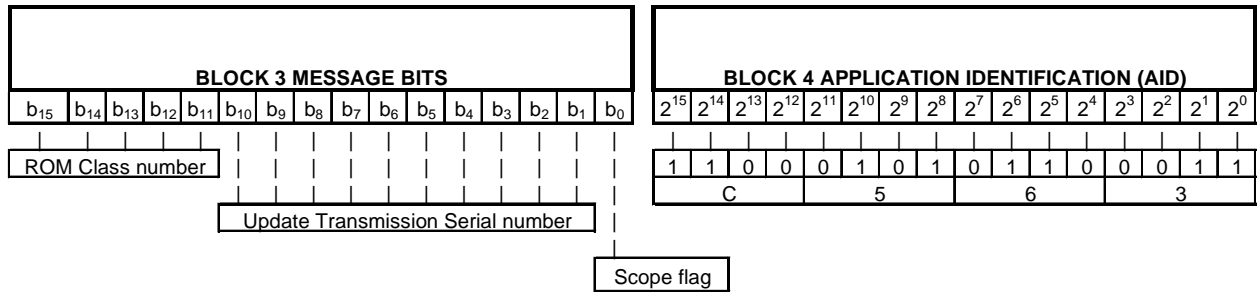 BLOCK 3 MESSAGE BITS
BLOCK 4 APPLICATION IDENTIFICATION (AID)
b15 b14 b13 b12 b11 b10 b9 b8 b7 b6 b5 b4 b3 b2 b1 b0
2^15 2^14 2^13 2^12 2^11 2^10 2^9 2^8 2^7 2^6 2^5 2^4 2^3 2^2 2^1 2^0
ROM Class number
1 1 0 0 0 1 0 1 0 1 1 0 0 0 1 1
C 5 6 3
Update Transmission Serial number
Scope flag